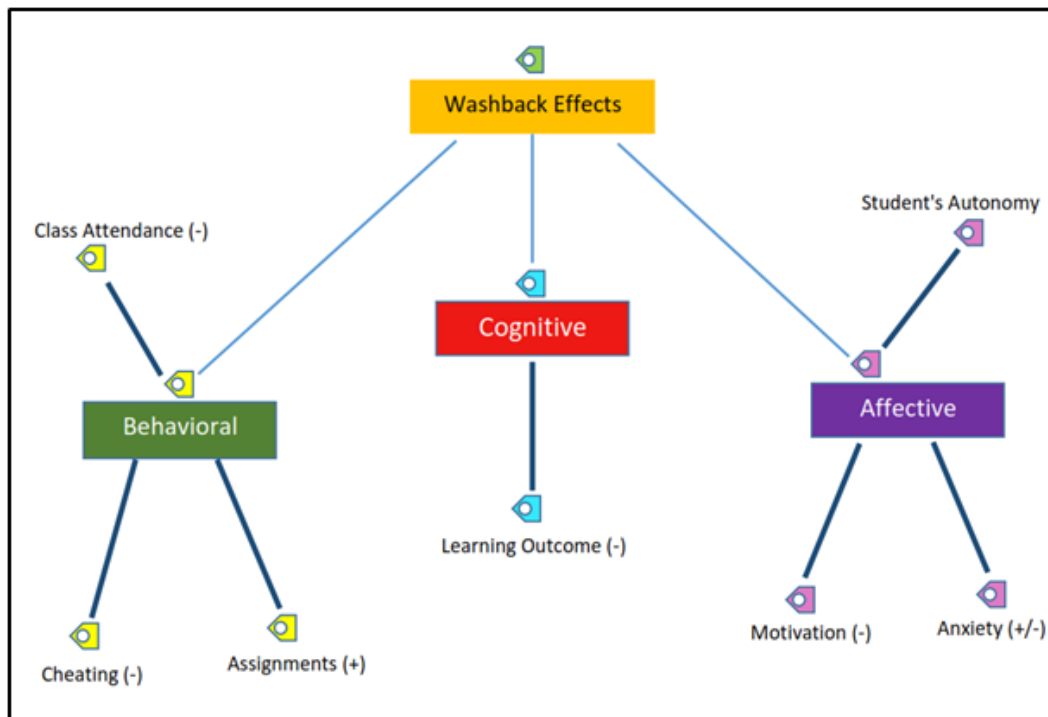 Washback Effects
Student's Autonomy
Class Attendance (-)
Cognitive
Behavioral
Affective
Learning Outcome (-)
Motivation (-)
Anxiety (+/-)
Cheating (-)
Assignments (+)